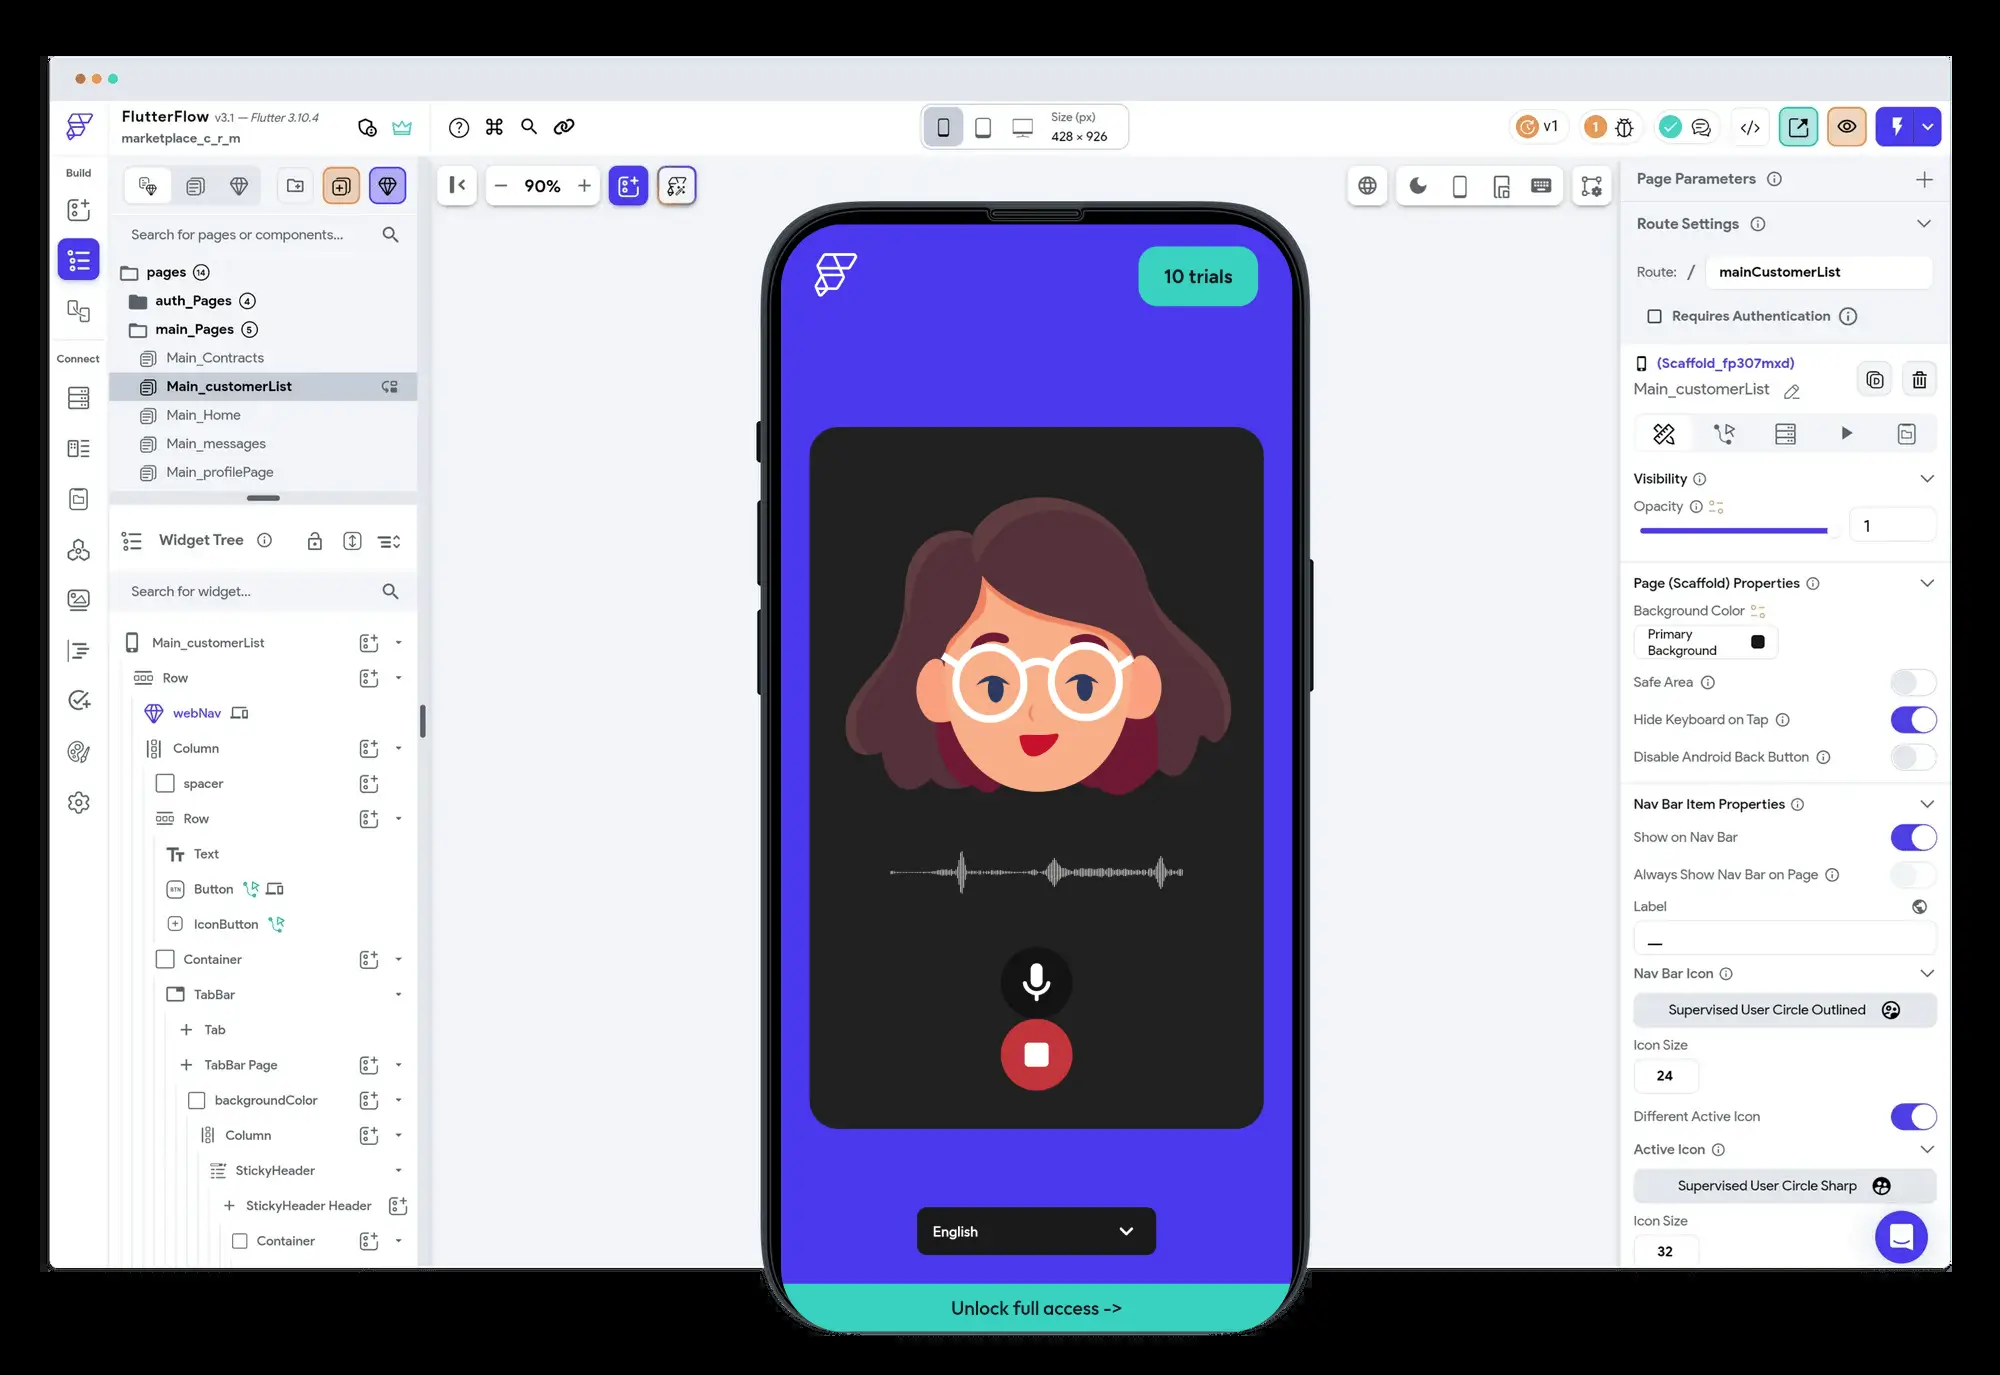 FlutterFlow v3.1 — Flutter 3.10.4
marketplace_c_r_m
Size (px)
428 × 926
v1
1
Build
Connect
Search for pages or components...
pages 14
auth_Pages 4
main_Pages 5
Main_Contracts
Main_customerList
Main_Home
Main_messages
Main_profilePage
Widget Tree
Search for widget...
Main_customerList
Row
webNav
Column
spacer
Row
Text
BTN Button
IconButton
Container
TabBar
Tab
TabBar Page
backgroundColor
Column
StickyHeader
StickyHeader Header
Container
90%
10 trials
English
Unlock full access ->
Page Parameters
Route Settings
Route: / mainCustomerList
Requires Authentication
(Scaffold_fp307mxd)
Main_customerList
Visibility
Opacity
1
Page (Scaffold) Properties
Background Color
Primary
Background
Safe Area
Hide Keyboard on Tap
Disable Android Back Button
Nav Bar Item Properties
Show on Nav Bar
Always Show Nav Bar on Page
Label
__
Nav Bar Icon
Supervised User Circle Outlined
Icon Size
24
Different Active Icon
Active Icon
Supervised User Circle Sharp
Icon Size
32